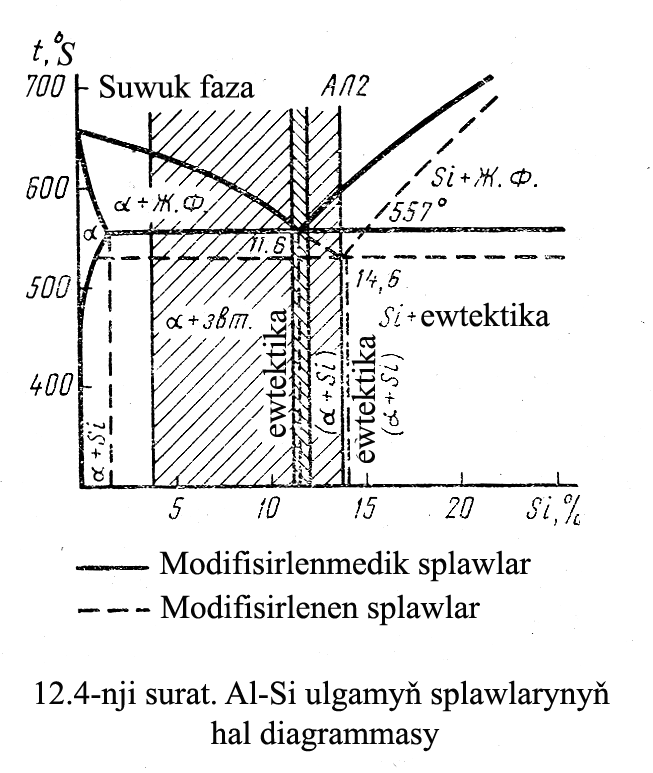 t,°S
700
Suwuk faza
АЛ2
600
α+Ж.Ф.
Si+Ж.Ф.
557°
α
11.6
500
14,6
α+эвт.
ewtektika
(α+Si)
ewtektika
(α+Si)
Si+ewtektika
400
α+Si
5 10 15 20 Si,%
Modifisirlenmedik splawlar
Modifisirlenen splawlar
12.4-nji surat. Al-Si ulgamyň splawlarynyň
hal diagrammasy